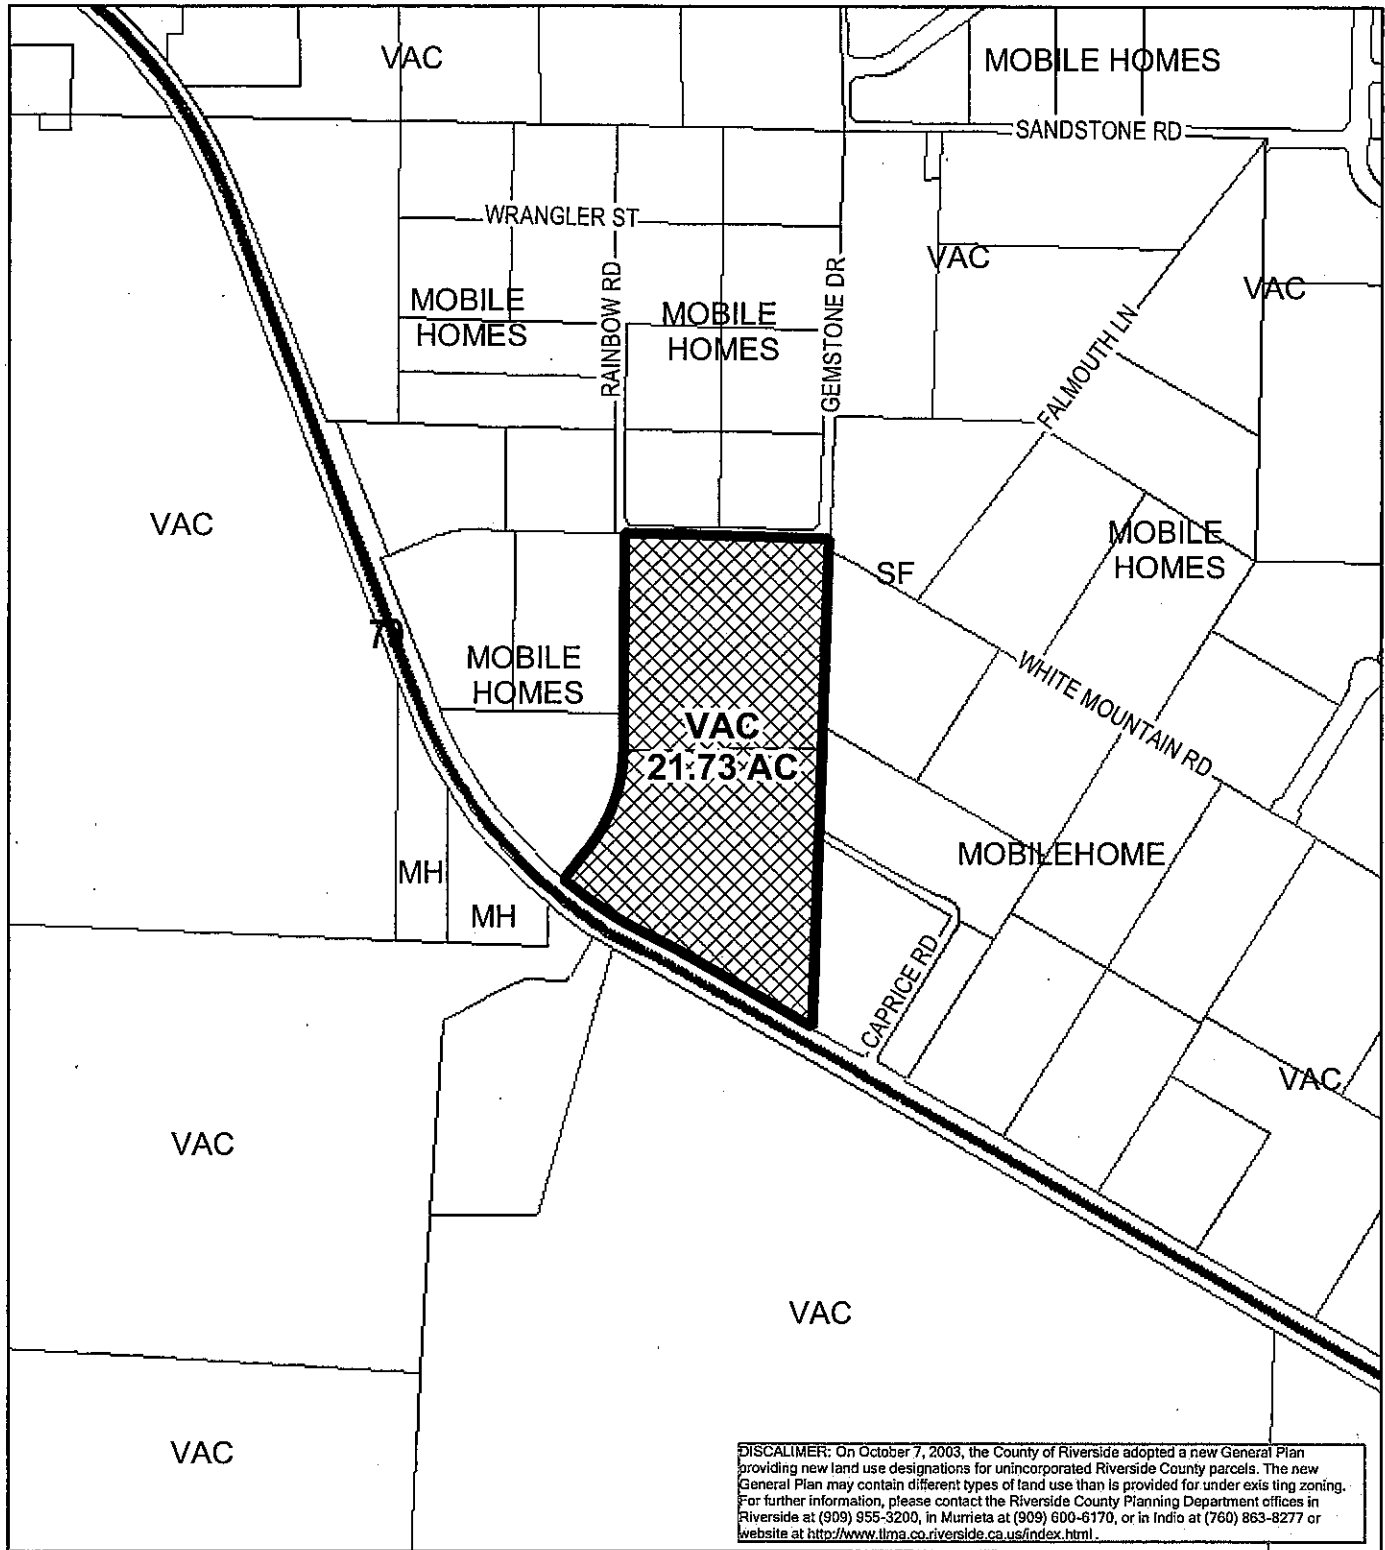 VAC
MOBILE HOMES
SANDSTONE RD
WRANGLER ST
VAC
VAC
MOBILE
HOMES
RAINBOW RD
MOBILE
HOMES
GEMSTONE DR
FALMOUTH LN
VAC
MOBILE
HOMES
SF
MOBILE
HOMES
WHITE MOUNTAIN RD
VAC
21.73 AC
MOBILEHOME
MH
MH
CAPRICE RD
VAC
VAC
VAC
VAC
DISCALIMER: On October 7, 2003, the County of Riverside adopted a new General Plan
providing new land use designations for unincorporated Riverside County parcels. The new
General Plan may contain different types of land use than is provided for under existing zoning.
For further information, please contact the Riverside County Planning Department offices in
Riverside at (909) 955-3200, in Murrieta at (909) 600-6170, or in Indio at (760) 863-8277 or
website at http://www.tlma.co.riverside.ca.us/index.html.